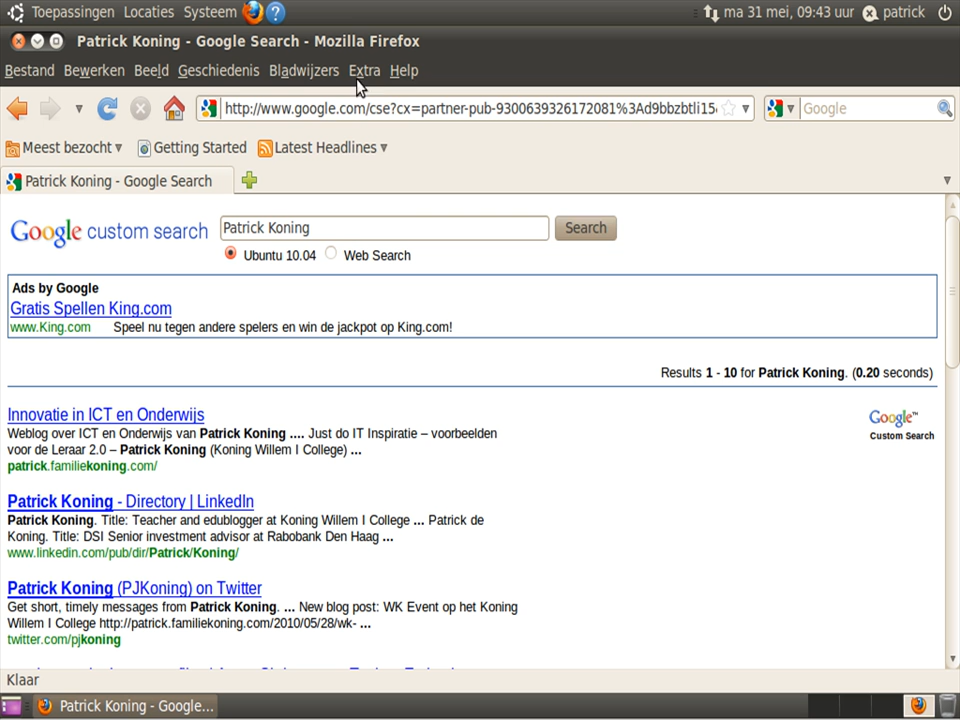 Toepassingen Locaties Systeem ma 31 mei, 09:43 uur patrick
Patrick Koning - Google Search - Mozilla Firefox
Bestand Bewerken Beeld Geschiedenis Bladwijzers Extra Help
http://www.google.com/cse?cx=partner-pub-9300639326172081%3Ad9bbzbtli15 Google
Meest bezocht Getting Started Latest Headlines
Patrick Koning - Google Search
Google custom search Patrick Koning Search
Ubuntu 10.04 Web Search
Ads by Google
Gratis Spellen King.com
www.King.com Speel nu tegen andere spelers en win de jackpot op King.com!
Results 1 - 10 for Patrick Koning. (0.20 seconds)
Innovatie in ICT en Onderwijs
Weblog over ICT en Onderwijs van Patrick Koning .... Just do IT Inspiratie – voorbeelden
voor de Leraar 2.0 – Patrick Koning (Koning Willem I College) ...
patrick.familiekoning.com/
Google™
Custom Search
Patrick Koning - Directory | LinkedIn
Patrick Koning. Title: Teacher and edublogger at Koning Willem I College ... Patrick de
Koning. Title: DSI Senior investment advisor at Rabobank Den Haag ...
www.linkedin.com/pub/dir/Patrick/Koning/
Patrick Koning (PJKoning) on Twitter
Get short, timely messages from Patrick Koning. ... New blog post: WK Event op het Koning
Willem I College http://patrick.familiekoning.com/2010/05/28/wk- ...
twitter.com/pjkoning
Klaar
Patrick Koning - Google...